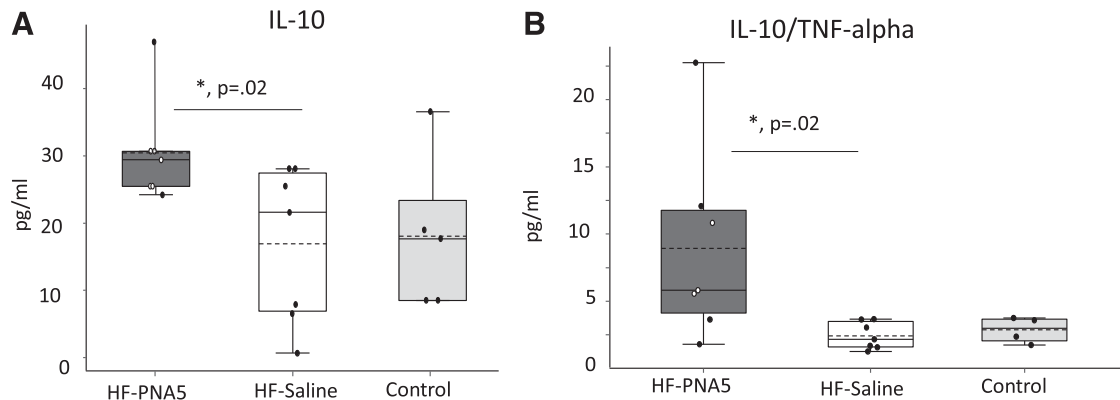 A
IL-10
*, p=.02
pg/ml
40
30
20
10
0
HF-PNA5
HF-Saline
Control
B
IL-10/TNF-alpha
*, p=.02
pg/ml
20
15
10
5
0
HF-PNA5
HF-Saline
Control